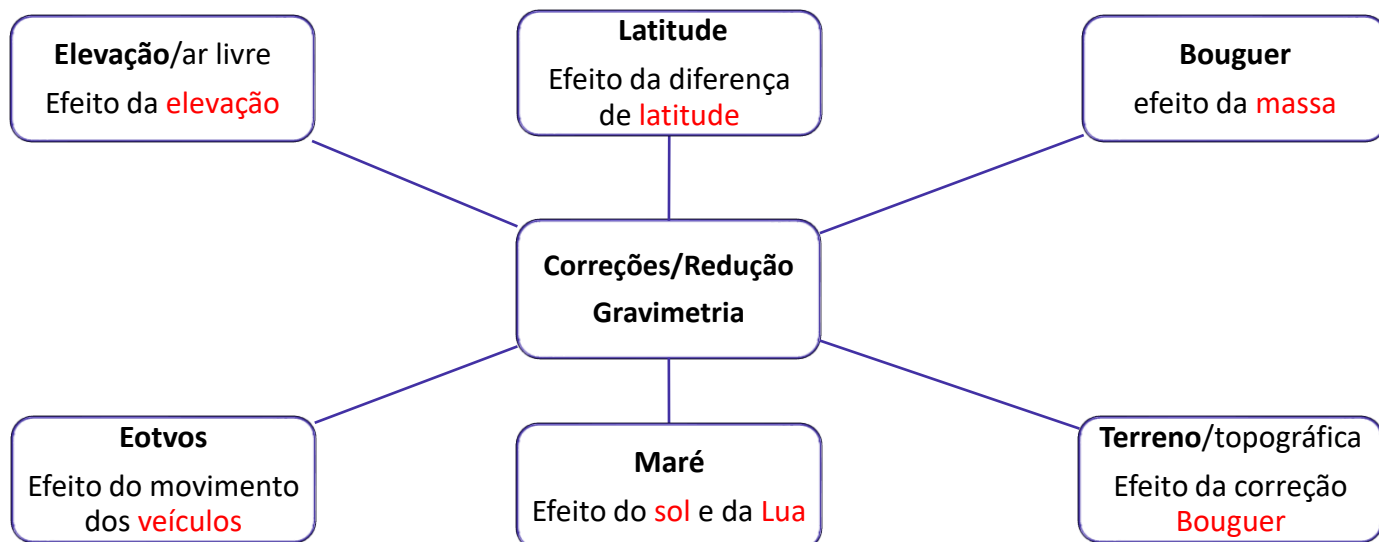 Elevação/ar livre
Efeito da elevação
Latitude
Efeito da diferença
de latitude
Bouguer
efeito da massa
Correções/Redução
Gravimetria
Eotvos
Efeito do movimento
dos veículos
Maré
Efeito do sol e da Lua
Terreno/topográfica
Efeito da correção
Bouguer